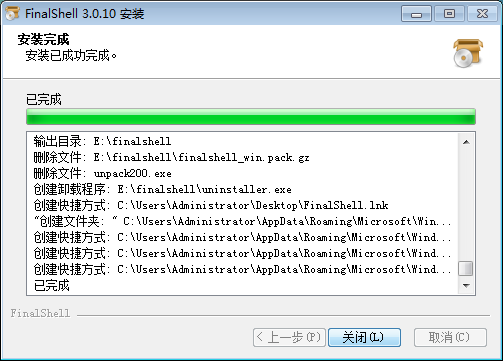 FinalShell 3.0.10 安装
安装完成
安装已成功完成。
已完成
输出目录: E:\finalshell
删除文件: E:\finalshell\finalshell_win.pack.gz
删除文件: unpack200.exe
创建卸载程序: E:\finalshell\uninstaller.exe
创建快捷方式: C:\Users\Administrator\Desktop\FinalShell.lnk
"创建文件夹: " C:\Users\Administrator\AppData\Roaming\Microsoft\Win...
创建快捷方式: C:\Users\Administrator\AppData\Roaming\Microsoft\Wind...
创建快捷方式: C:\Users\Administrator\AppData\Roaming\Microsoft\Wind...
创建快捷方式: C:\Users\Administrator\AppData\Roaming\Microsoft\Wind...
已完成
FinalShell
< 上一步(P) 关闭(L) 取消(C)